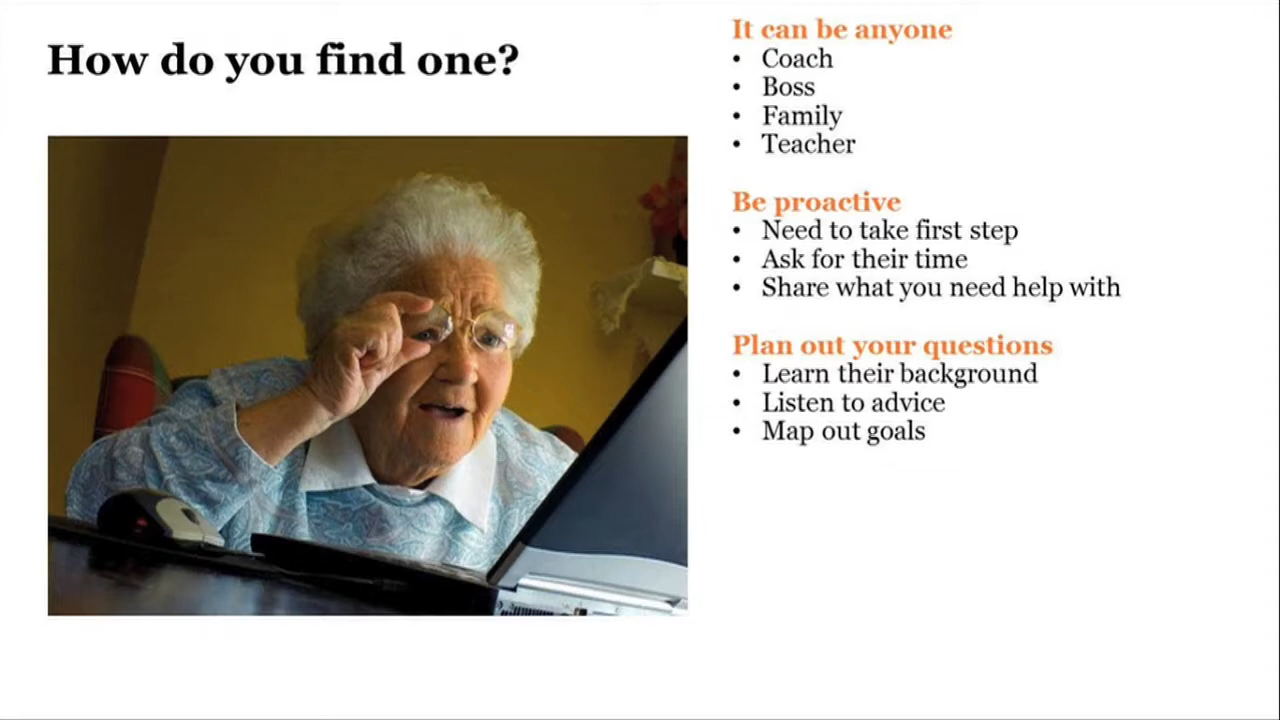 How do you find one?
It can be anyone
• Coach
• Boss
• Family
• Teacher
Be proactive
• Need to take first step
• Ask for their time
• Share what you need help with
Plan out your questions
• Learn their background
• Listen to advice
• Map out goals